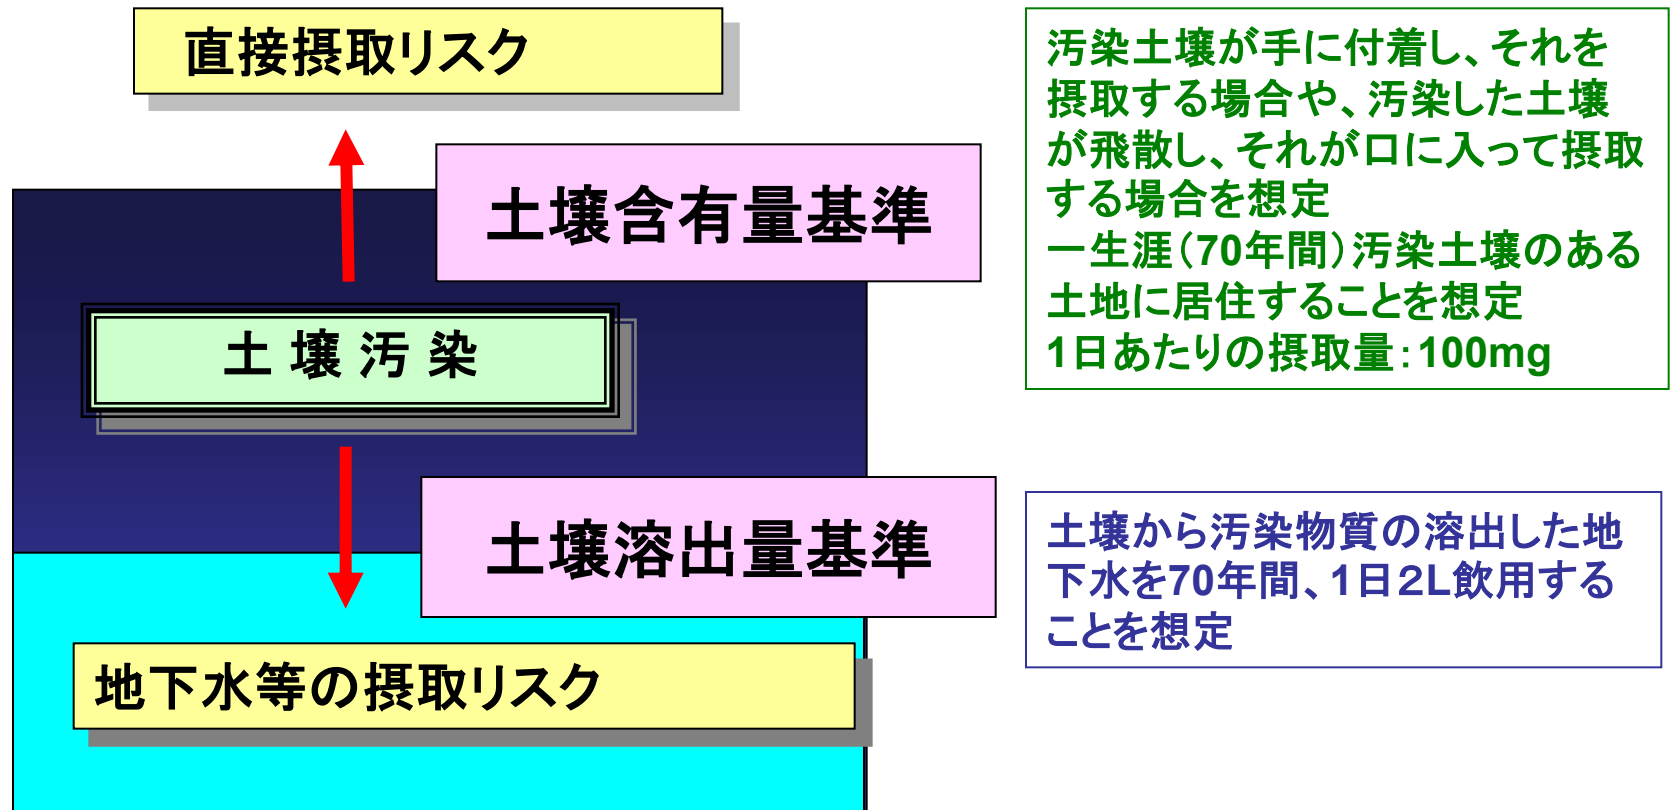 直接摂取リスク
土壌含有量基準
土 壌 汚 染
土壌溶出量基準
地下水等の摂取リスク
汚染土壌が手に付着し、それを
摂取する場合や、汚染した土壌
が飛散し、それが口に入って摂取
する場合を想定
一生涯（70年間）汚染土壌のある
土地に居住することを想定
1日あたりの摂取量：100mg
土壌から汚染物質の溶出した地
下水を70年間、1日２L飲用する
ことを想定